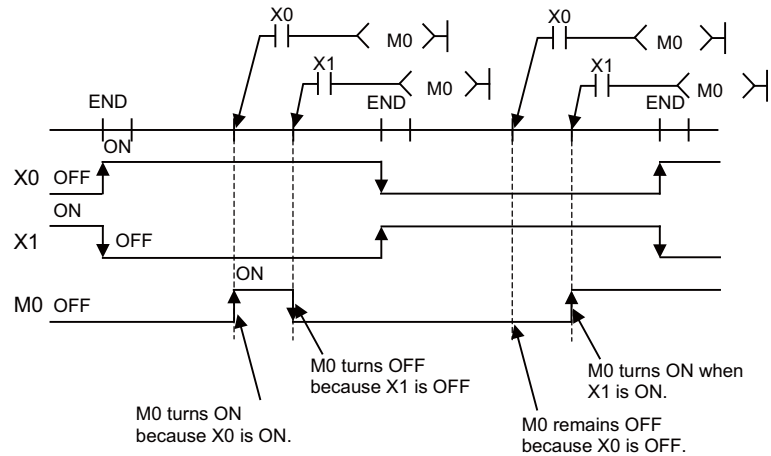 X0
M0
X1
M0
X0
M0
X1
M0
END
END
END
ON
X0 OFF
ON
X1
OFF
ON
M0 OFF
M0 turns OFF
because X1 is OFF
M0 turns ON when
X1 is ON.
M0 turns ON
because X0 is ON.
M0 remains OFF
because X0 is OFF.